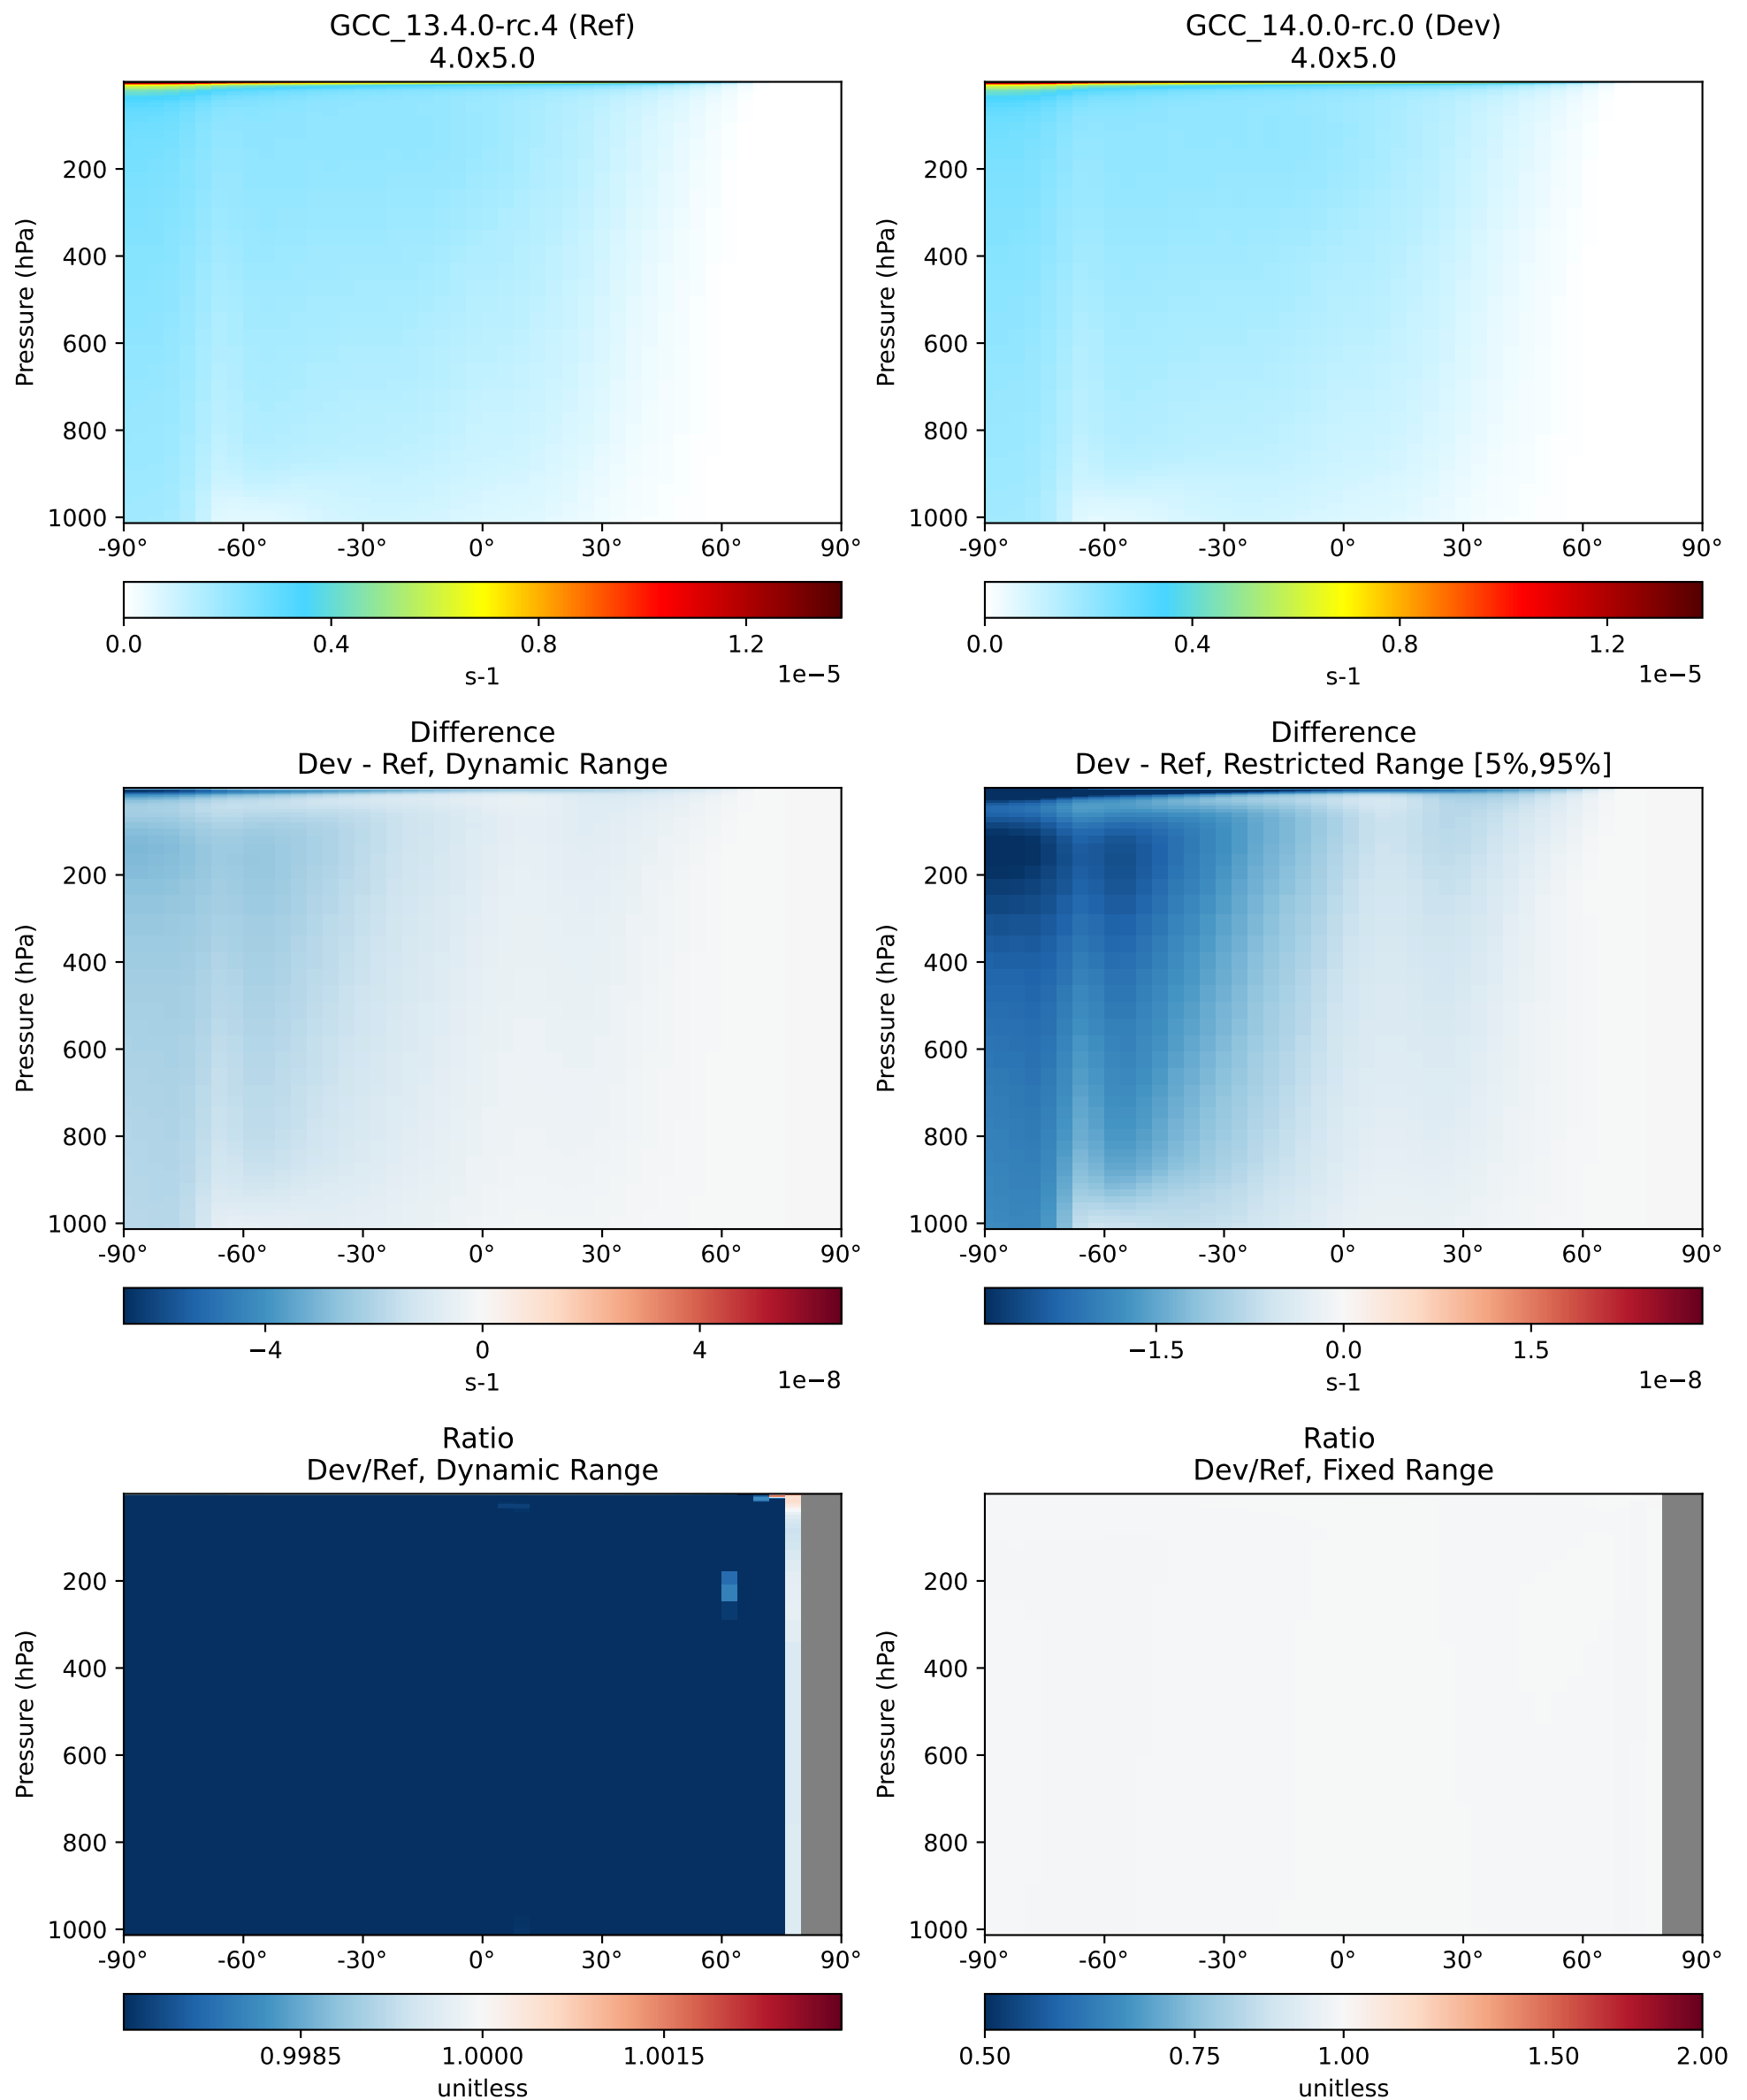 GCC_13.4.0-rc.4 (Ref)
4.0x5.0
Pressure (hPa)
200
400
600
800
1000
-90° -60° -30° 0° 30° 60° 90°
0.0 0.4 0.8 1.2
1e−5
s-1
GCC_14.0.0-rc.0 (Dev)
4.0x5.0
Pressure (hPa)
200
400
600
800
1000
-90° -60° -30° 0° 30° 60° 90°
0.0 0.4 0.8 1.2
1e−5
s-1
Difference
Dev - Ref, Dynamic Range
Pressure (hPa)
200
400
600
800
1000
-90° -60° -30° 0° 30° 60° 90°
−4 0 4
1e−8
s-1
Difference
Dev - Ref, Restricted Range [5%,95%]
Pressure (hPa)
200
400
600
800
1000
-90° -60° -30° 0° 30° 60° 90°
−1.5 0.0 1.5
1e−8
s-1
Ratio
Dev/Ref, Dynamic Range
Pressure (hPa)
200
400
600
800
1000
-90° -60° -30° 0° 30° 60° 90°
0.9985 1.0000 1.0015
unitless
Ratio
Dev/Ref, Fixed Range
Pressure (hPa)
200
400
600
800
1000
-90° -60° -30° 0° 30° 60° 90°
0.50 0.75 1.00 1.50 2.00
unitless